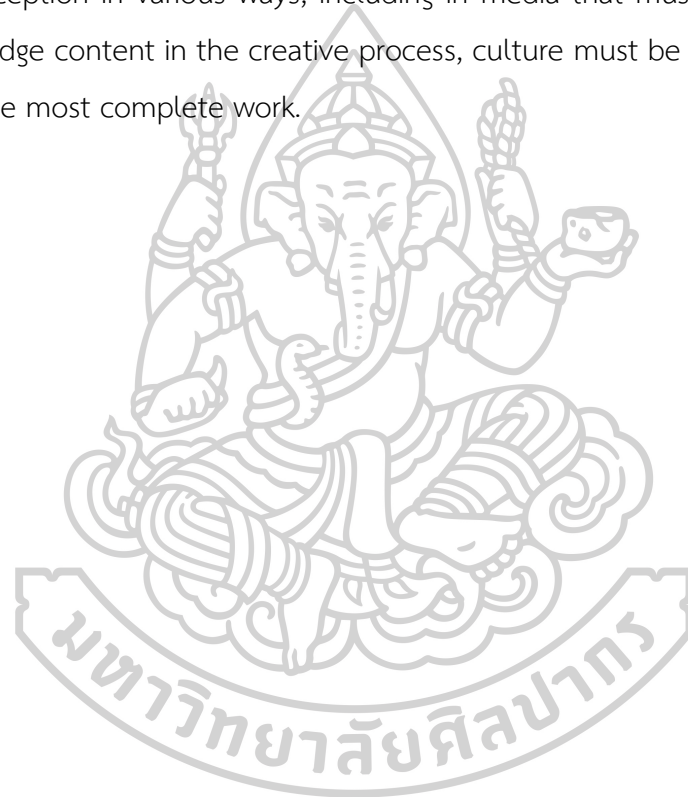 ception in various ways, including in media that mus
dge content in the creative process, culture must be
e most complete work.
มหาวิทยาลัยศิลปากร